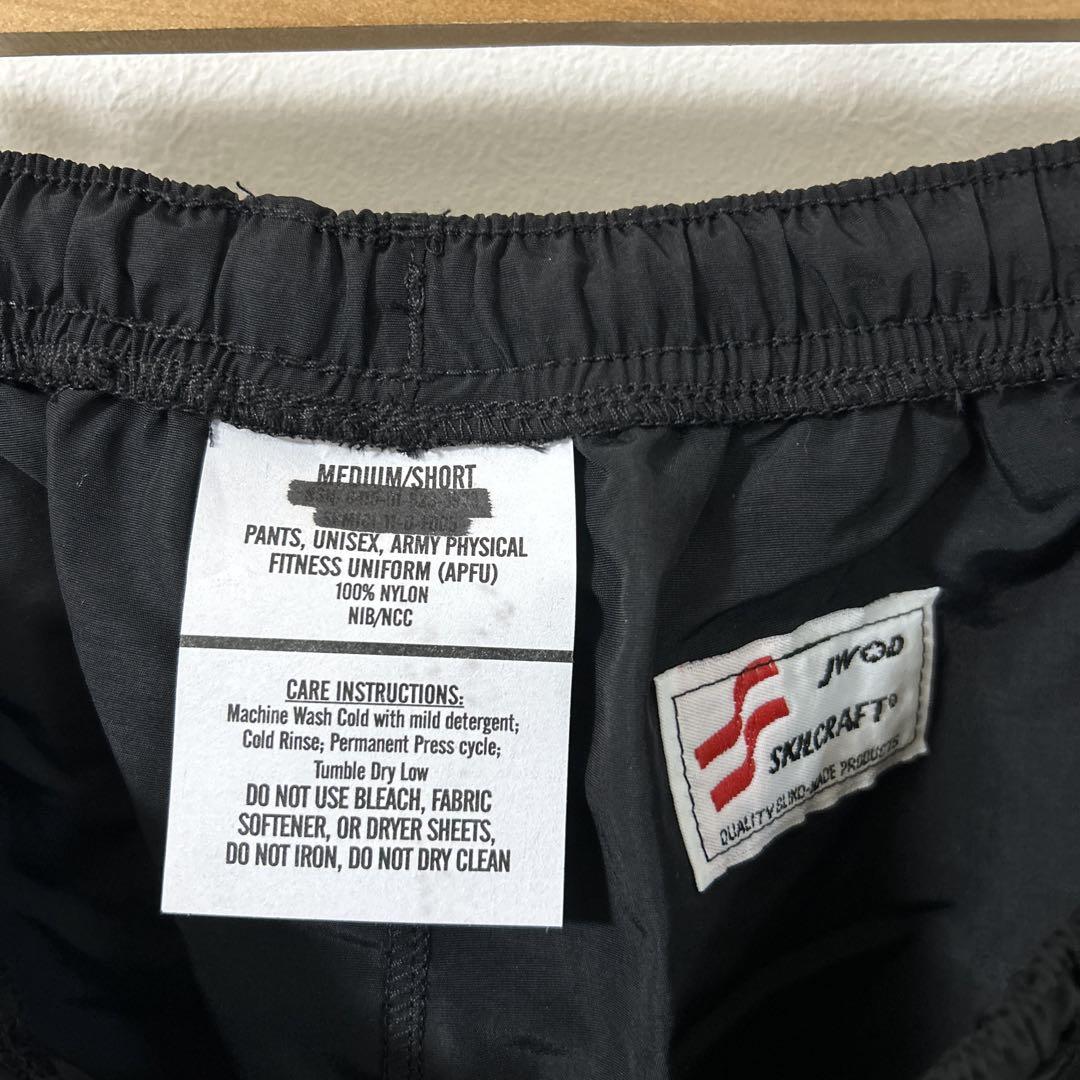 MEDIUM/SHORT
PANTS, UNISEX, ARMY PHYSICAL
FITNESS UNIFORM (APFU)
100% NYLON
NIB/NCC
CARE INSTRUCTIONS:
Machine Wash Cold with mild detergent;
Cold Rinse; Permanent Press cycle;
Tumble Dry Low
DO NOT USE BLEACH, FABRIC
SOFTENER, OR DRYER SHEETS,
DO NOT IRON, DO NOT DRY CLEAN
JWOD
SKILCRAFT®
QUALITY BLIND-MADE PRODUCTS